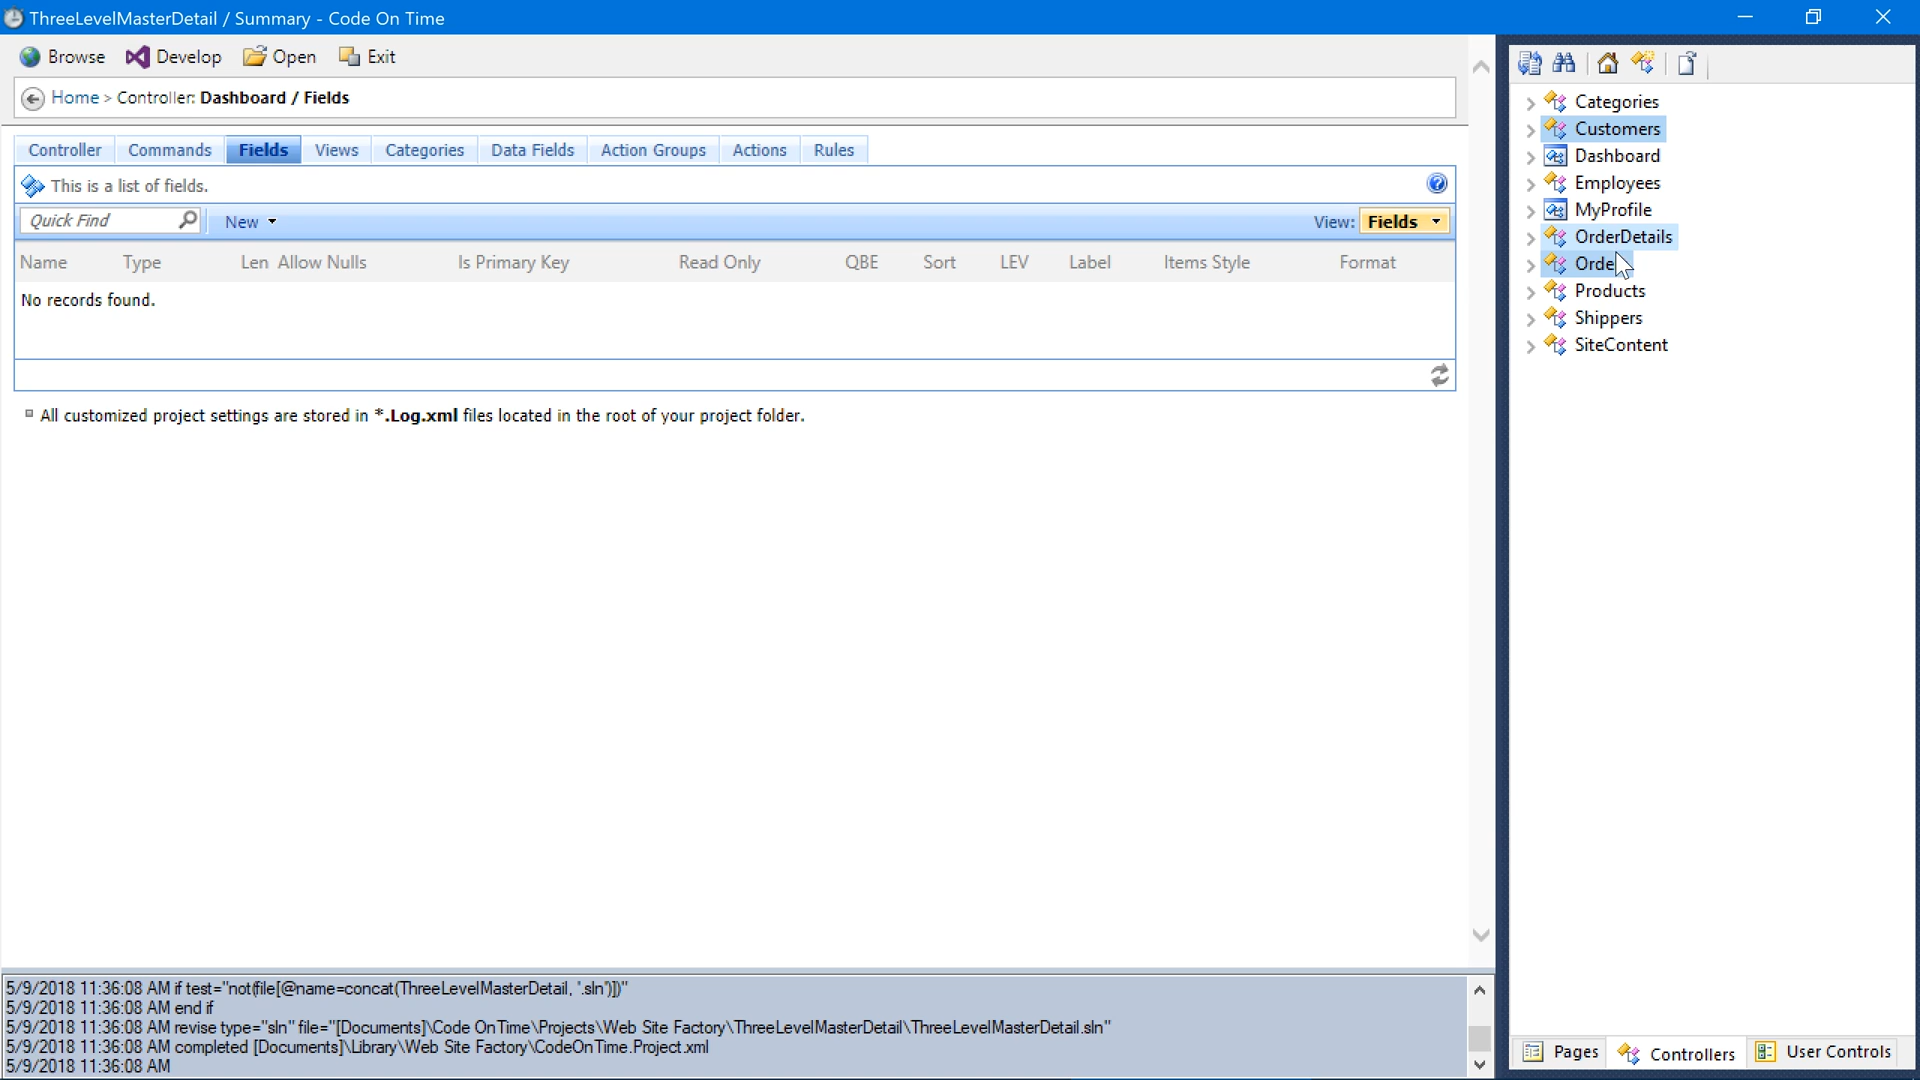 ThreeLevelMasterDetail / Summary - Code On Time
Browse Develop Open Exit
Home > Controller: Dashboard / Fields
Controller Commands Fields Views Categories Data Fields Action Groups Actions Rules
This is a list of fields.
Quick Find New View: Fields
Name Type Len Allow Nulls Is Primary Key Read Only QBE Sort LEV Label Items Style Format
No records found.
All customized project settings are stored in *.Log.xml files located in the root of your project folder.
Categories
Customers
Dashboard
Employees
MyProfile
OrderDetails
Orde
Products
Shippers
SiteContent
5/9/2018 11:36:08 AM if test="not(file[@name=concat(ThreeLevelMasterDetail, '.sln')])"
5/9/2018 11:36:08 AM end if
5/9/2018 11:36:08 AM revise type="sln" file="[Documents]\Code OnTime\Projects\Web Site Factory\ThreeLevelMasterDetail\ThreeLevelMasterDetail.sln"
5/9/2018 11:36:08 AM completed [Documents]\Library\Web Site Factory\CodeOnTime.Project.xml
5/9/2018 11:36:08 AM
Pages Controllers User Controls